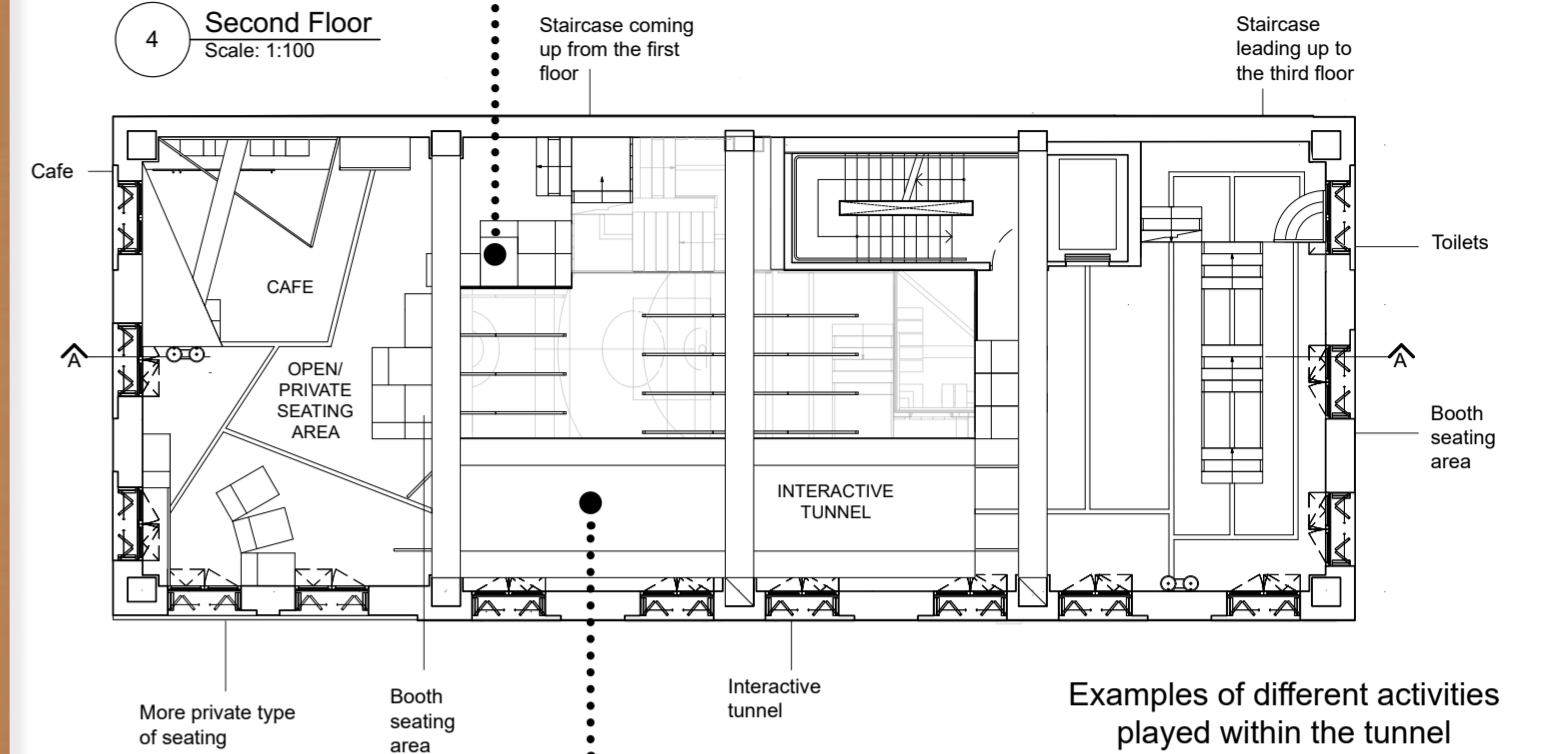 4
Second Floor
Scale: 1:100
Staircase coming
up from the first
floor
Staircase
leading up to
the third floor
Cafe
CAFE
Toilets
A
A
OPEN/
PRIVATE
SEATING
AREA
Booth
seating
area
INTERACTIVE
TUNNEL
More private type
of seating
Booth
seating
area
Interactive
tunnel
Examples of different activities
played within the tunnel